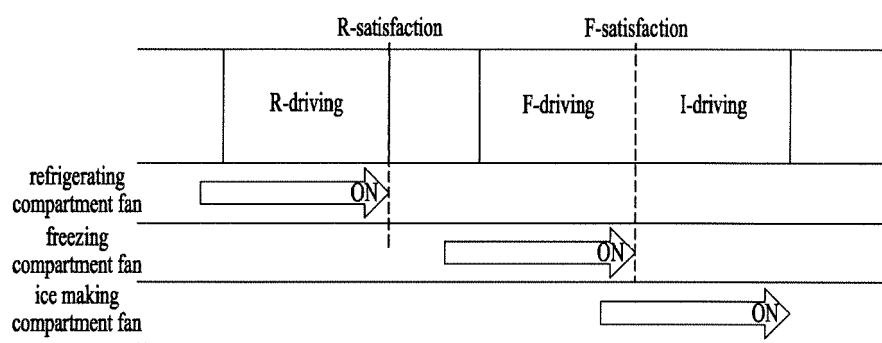 R-satisfaction
F-satisfaction
R-driving
F-driving
I-driving
refrigerating
compartment fan
ON
freezing
compartment fan
ON
ice making
compartment fan
ON